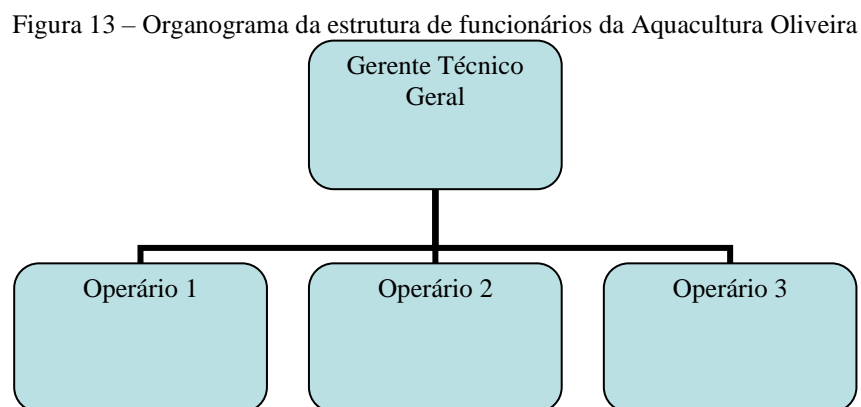 Figura 13 – Organograma da estrutura de funcionários da Aquacultura Oliveira
Gerente Técnico
Geral
Operário 1
Operário 2
Operário 3